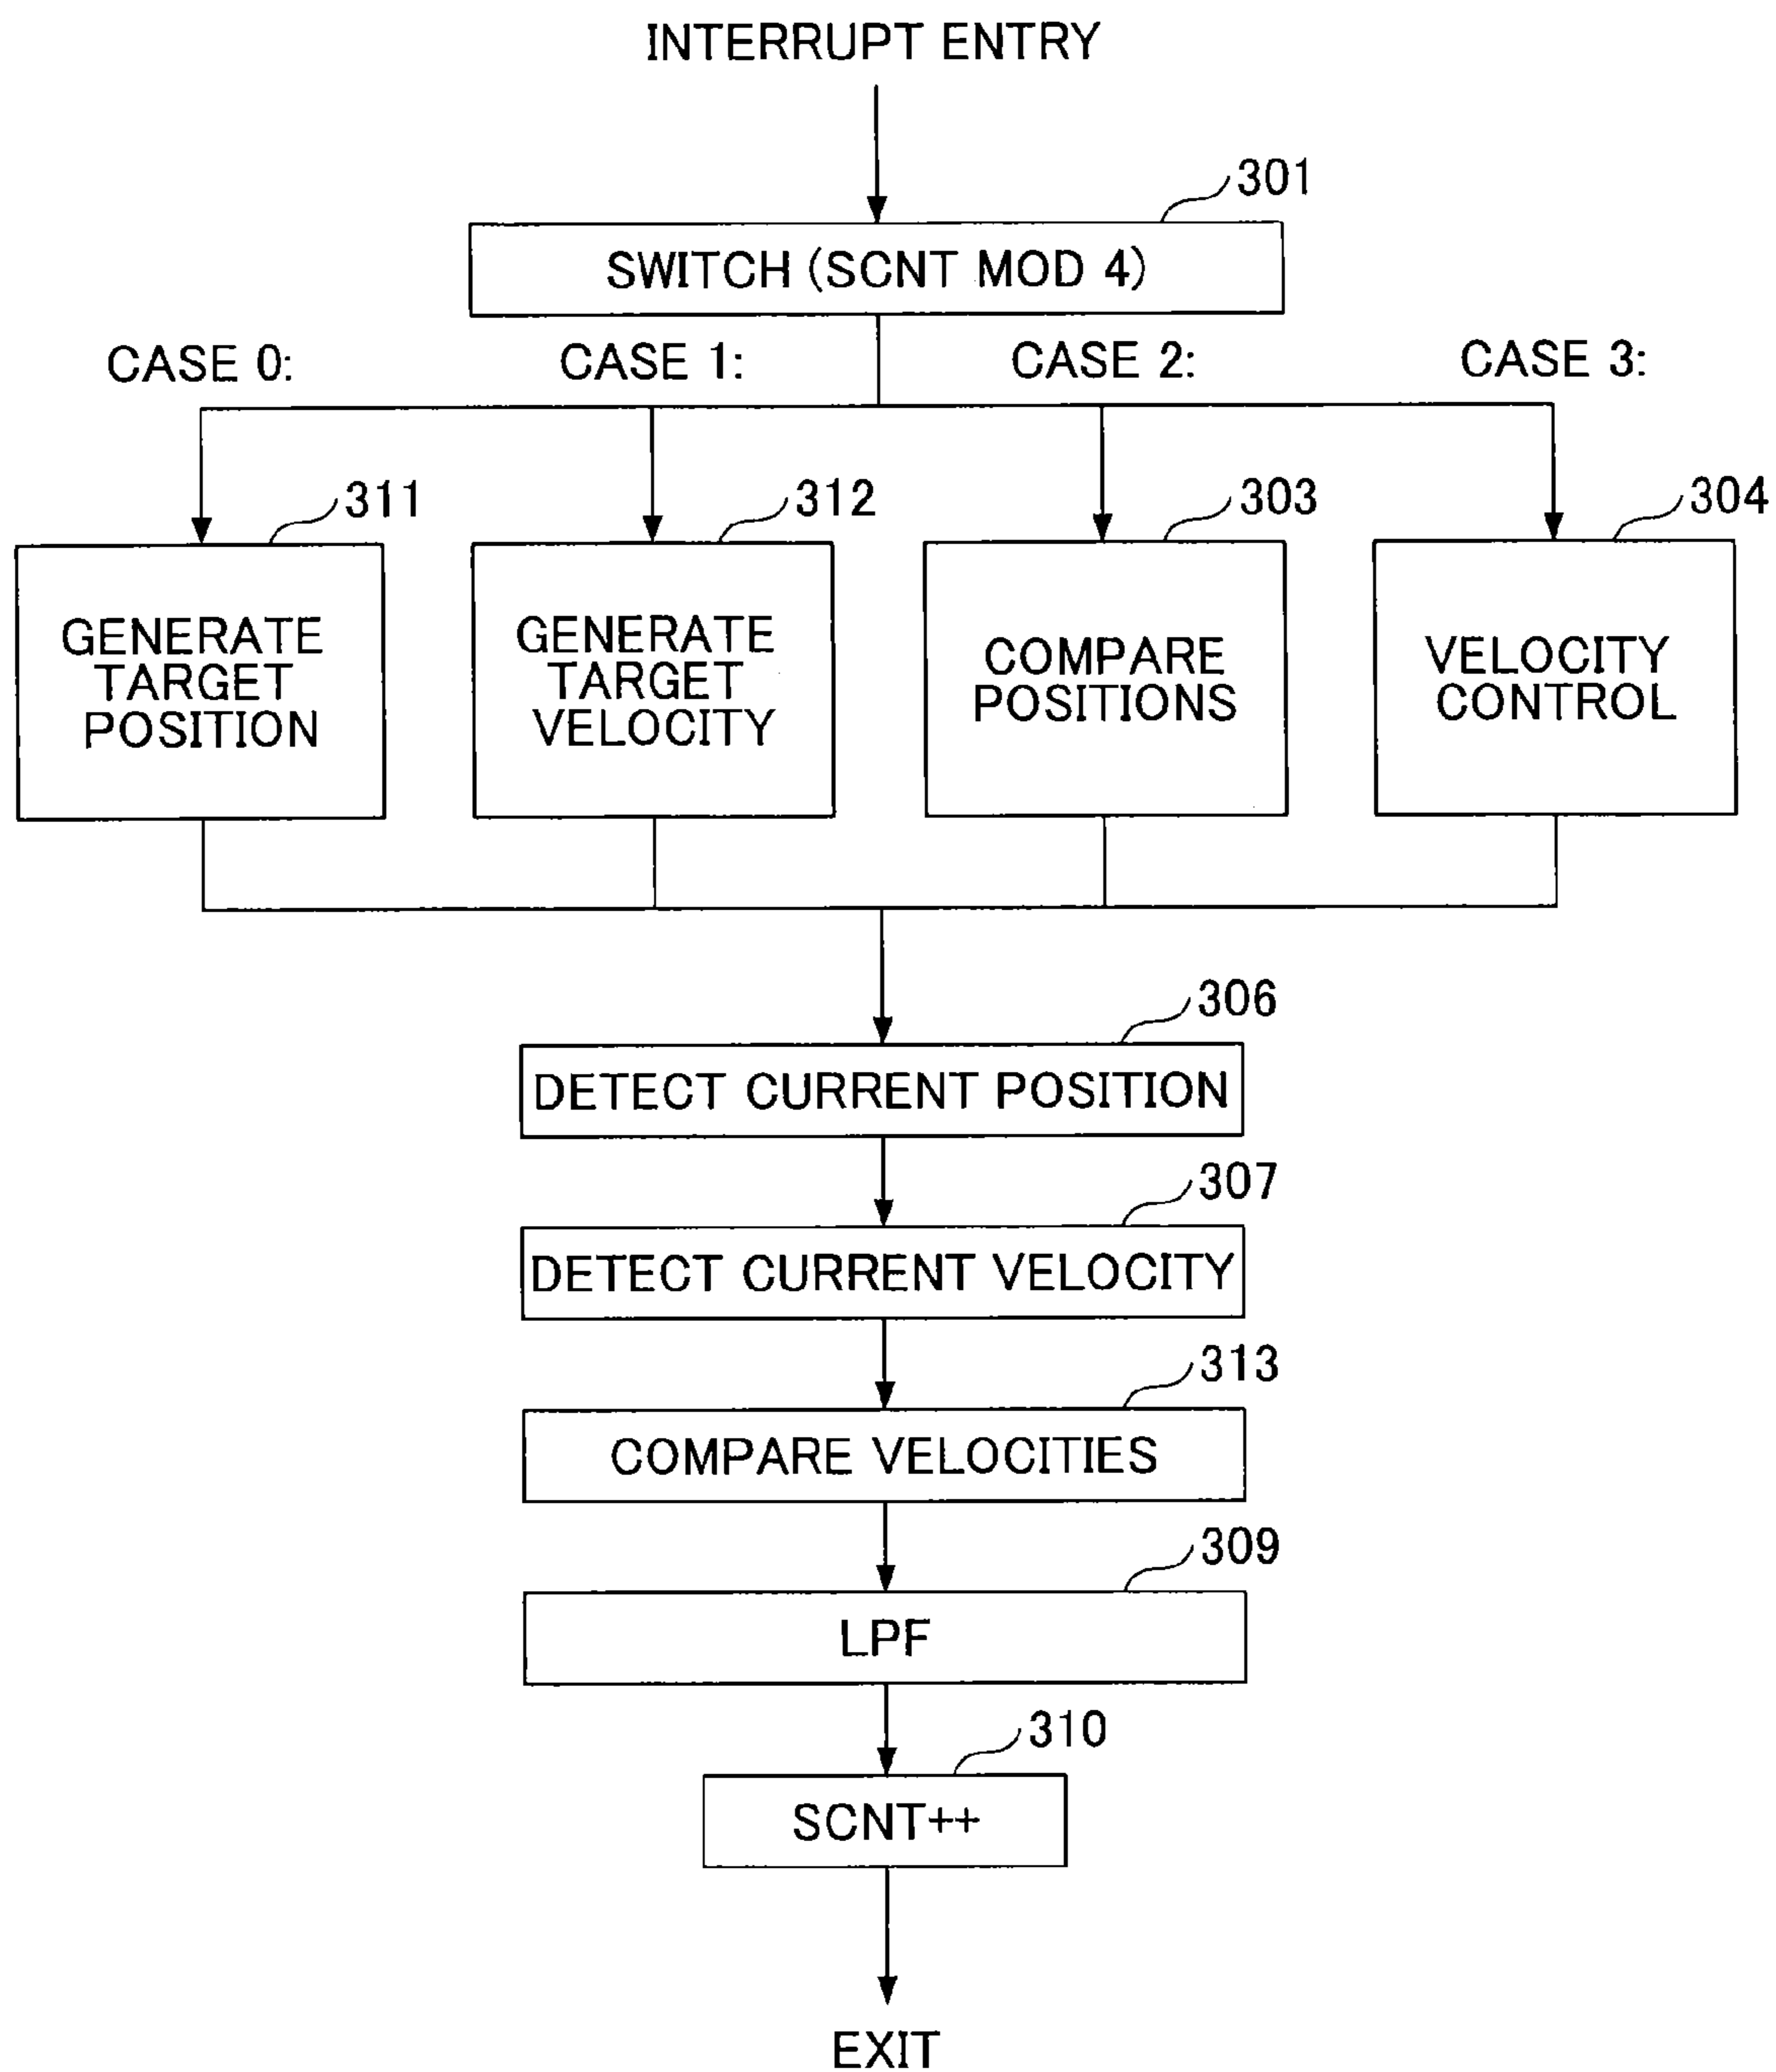 INTERRUPT ENTRY
301
SWITCH (SCNT MOD 4)
CASE 0:
CASE 1:
CASE 2:
CASE 3:
311
312
303
304
GENERATE
TARGET
POSITION
GENERATE
TARGET
VELOCITY
COMPARE
POSITIONS
VELOCITY
CONTROL
306
DETECT CURRENT POSITION
307
DETECT CURRENT VELOCITY
313
COMPARE VELOCITIES
309
LPF
310
SCNT++
EXIT